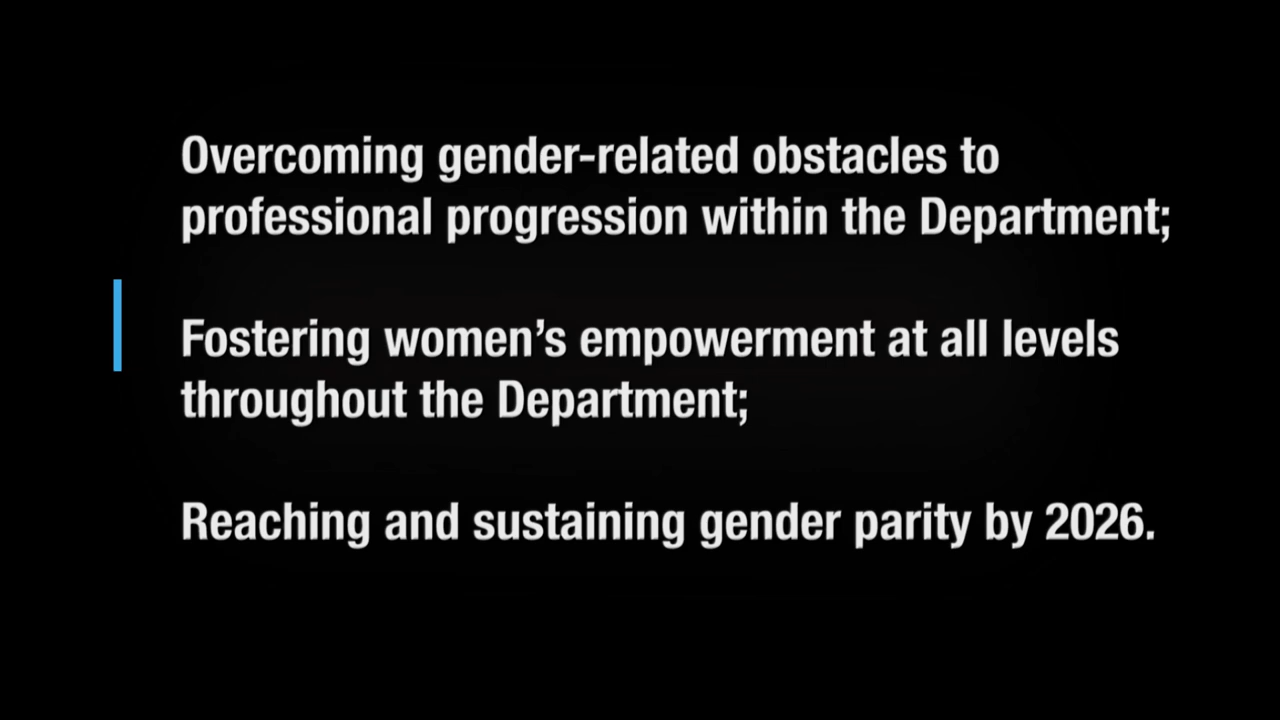 Overcoming gender-related obstacles to
professional progression within the Department;
Fostering women’s empowerment at all levels
throughout the Department;
Reaching and sustaining gender parity by 2026.